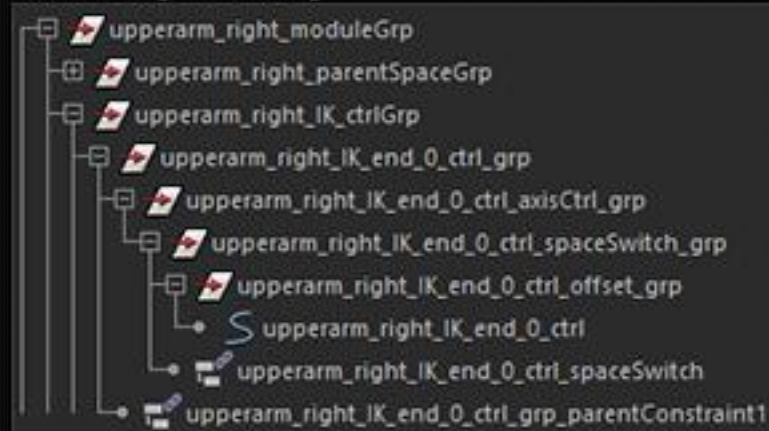 upperarm_right_moduleGrp
upperarm_right_parentSpaceGrp
upperarm_right_IK_ctrlGrp
upperarm_right_IK_end_0_ctrl_grp
upperarm_right_IK_end_0_ctrl_axisCtrl_grp
upperarm_right_IK_end_0_ctrl_spaceSwitch_grp
upperarm_right_IK_end_0_ctrl_offset_grp
upperarm_right_IK_end_0_ctrl
upperarm_right_IK_end_0_ctrl_spaceSwitch
upperarm_right_IK_end_0_ctrl_grp_parentConstraint1